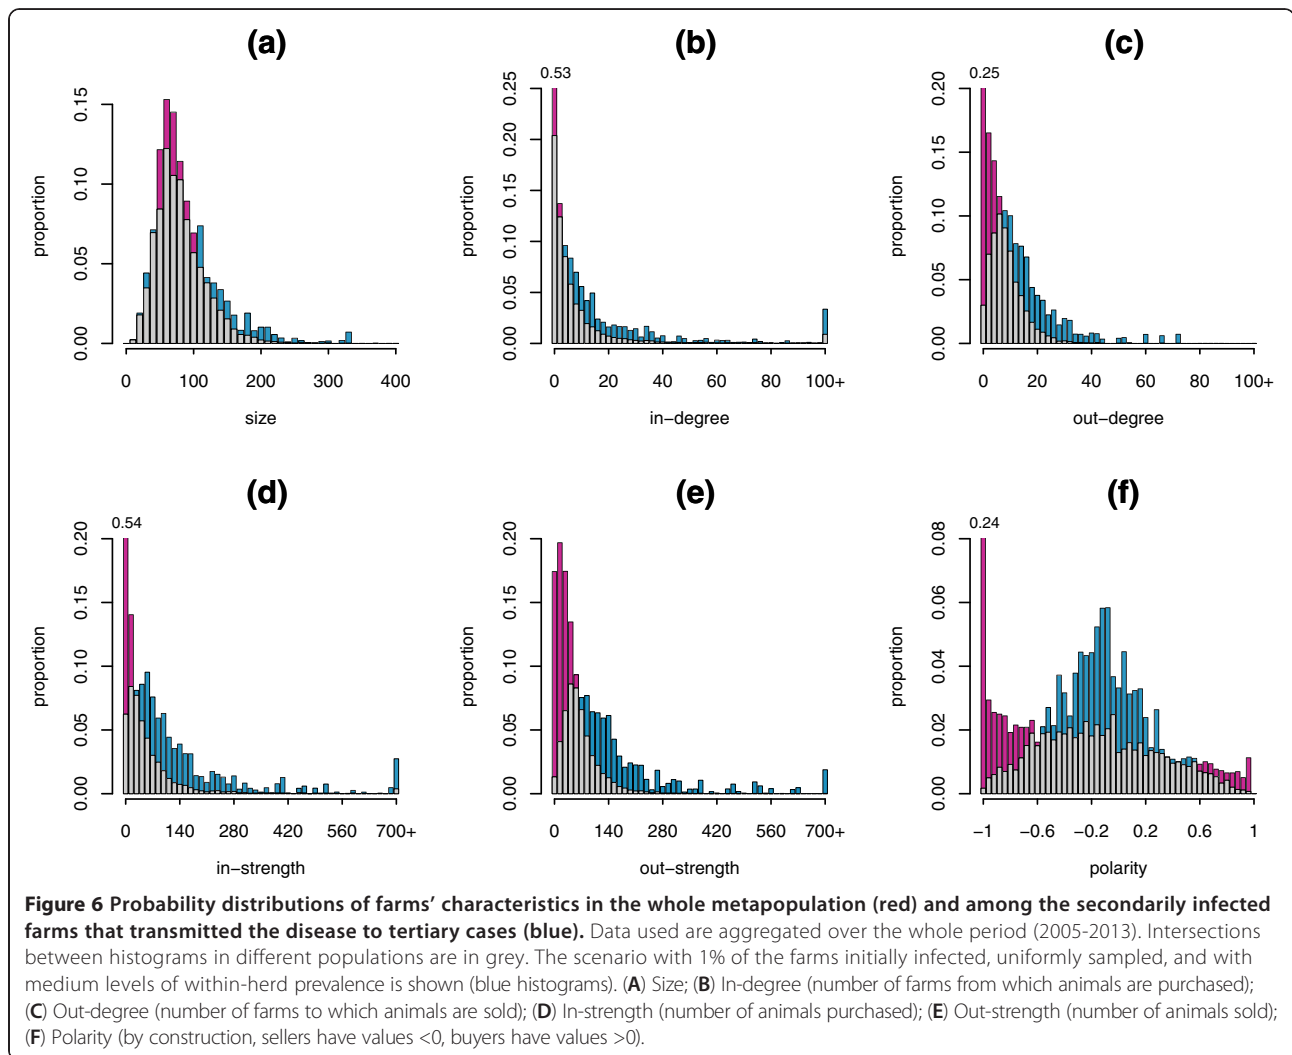 (a)
(b)
(c)
0.53
0.25
proportion
0.00 0.05 0.10 0.15
0 100 200 300 400
size
proportion
0.00 0.05 0.10 0.15 0.20 0.25
0 20 40 60 80 100+
in−degree
proportion
0.00 0.05 0.10 0.15 0.20
0 20 40 60 80 100+
out−degree
(d)
(e)
(f)
0.54
0.24
proportion
0.00 0.05 0.10 0.15 0.20
0 140 280 420 560 700+
in−strength
proportion
0.00 0.05 0.10 0.15 0.20
0 140 280 420 560 700+
out−strength
proportion
0.00 0.02 0.04 0.06 0.08
−1 −0.6 −0.2 0.2 0.6 1
polarity
Figure 6 Probability distributions of farms’ characteristics in the whole metapopulation (red) and among the secondarily infected
farms that transmitted the disease to tertiary cases (blue). Data used are aggregated over the whole period (2005-2013). Intersections
between histograms in different populations are in grey. The scenario with 1% of the farms initially infected, uniformly sampled, and with
medium levels of within-herd prevalence is shown (blue histograms). (A) Size; (B) In-degree (number of farms from which animals are purchased);
(C) Out-degree (number of farms to which animals are sold); (D) In-strength (number of animals purchased); (E) Out-strength (number of animals sold);
(F) Polarity (by construction, sellers have values <0, buyers have values >0).